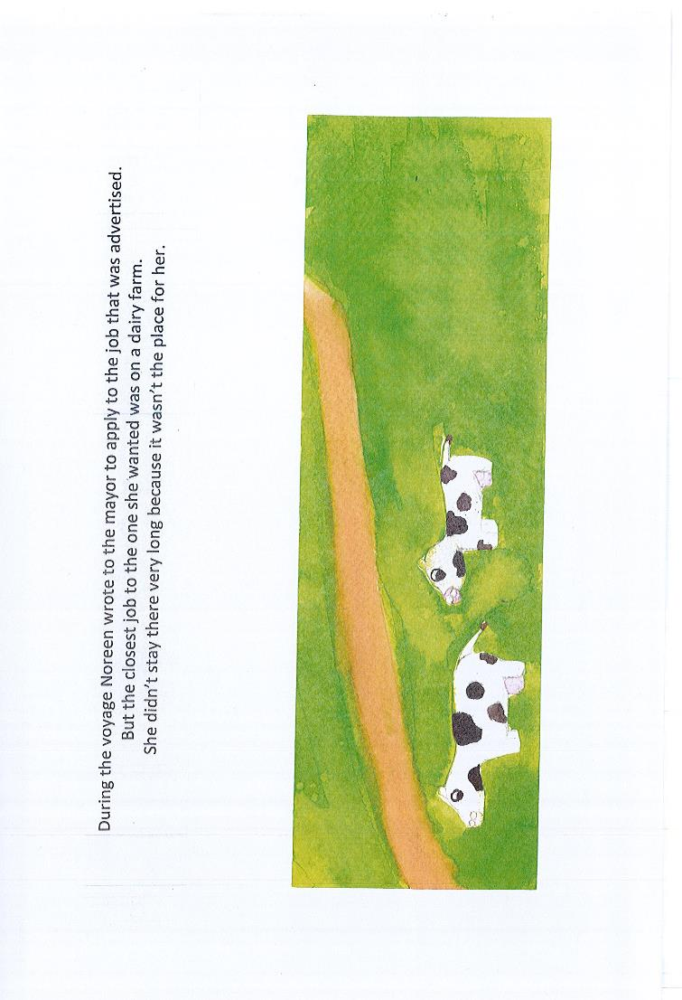 During the voyage Noreen wrote to the mayor to apply to the job that was advertised.
But the closest job to the one she wanted was on a dairy farm.
She didn't stay there very long because it wasn't the place for her.